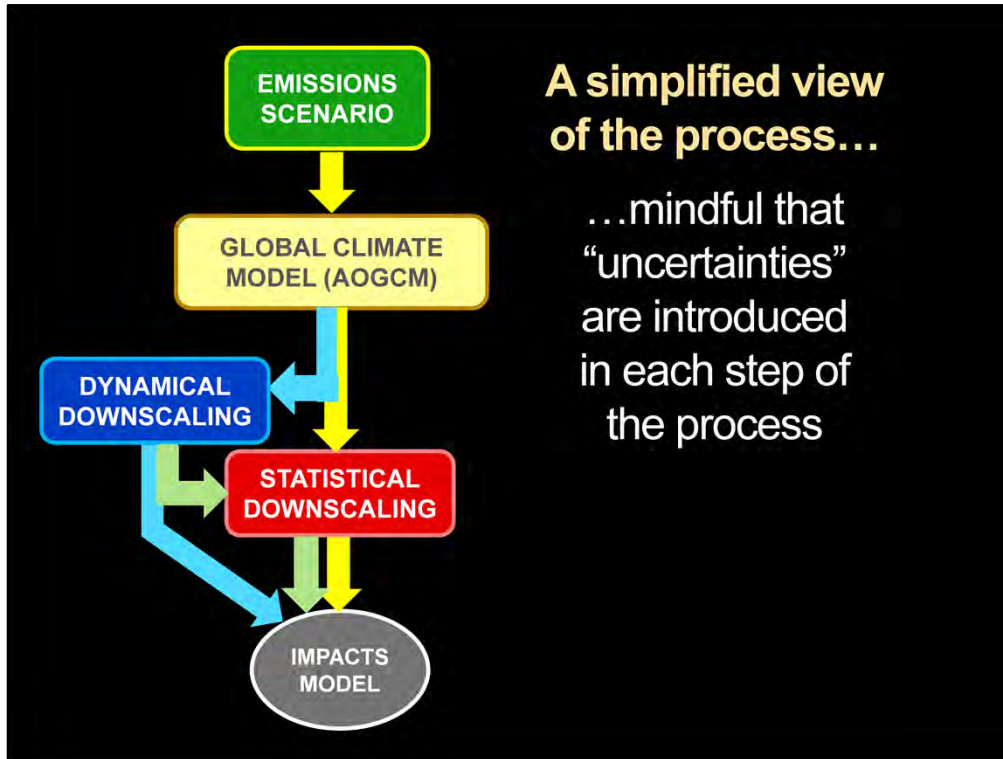 EMISSIONS
SCENARIO
A simplified view
of the process…
…mindful that
“uncertainties”
are introduced
in each step of
the process
GLOBAL CLIMATE
MODEL (AOGCM)
DYNAMICAL
DOWNSCALING
STATISTICAL
DOWNSCALING
IMPACTS
MODEL